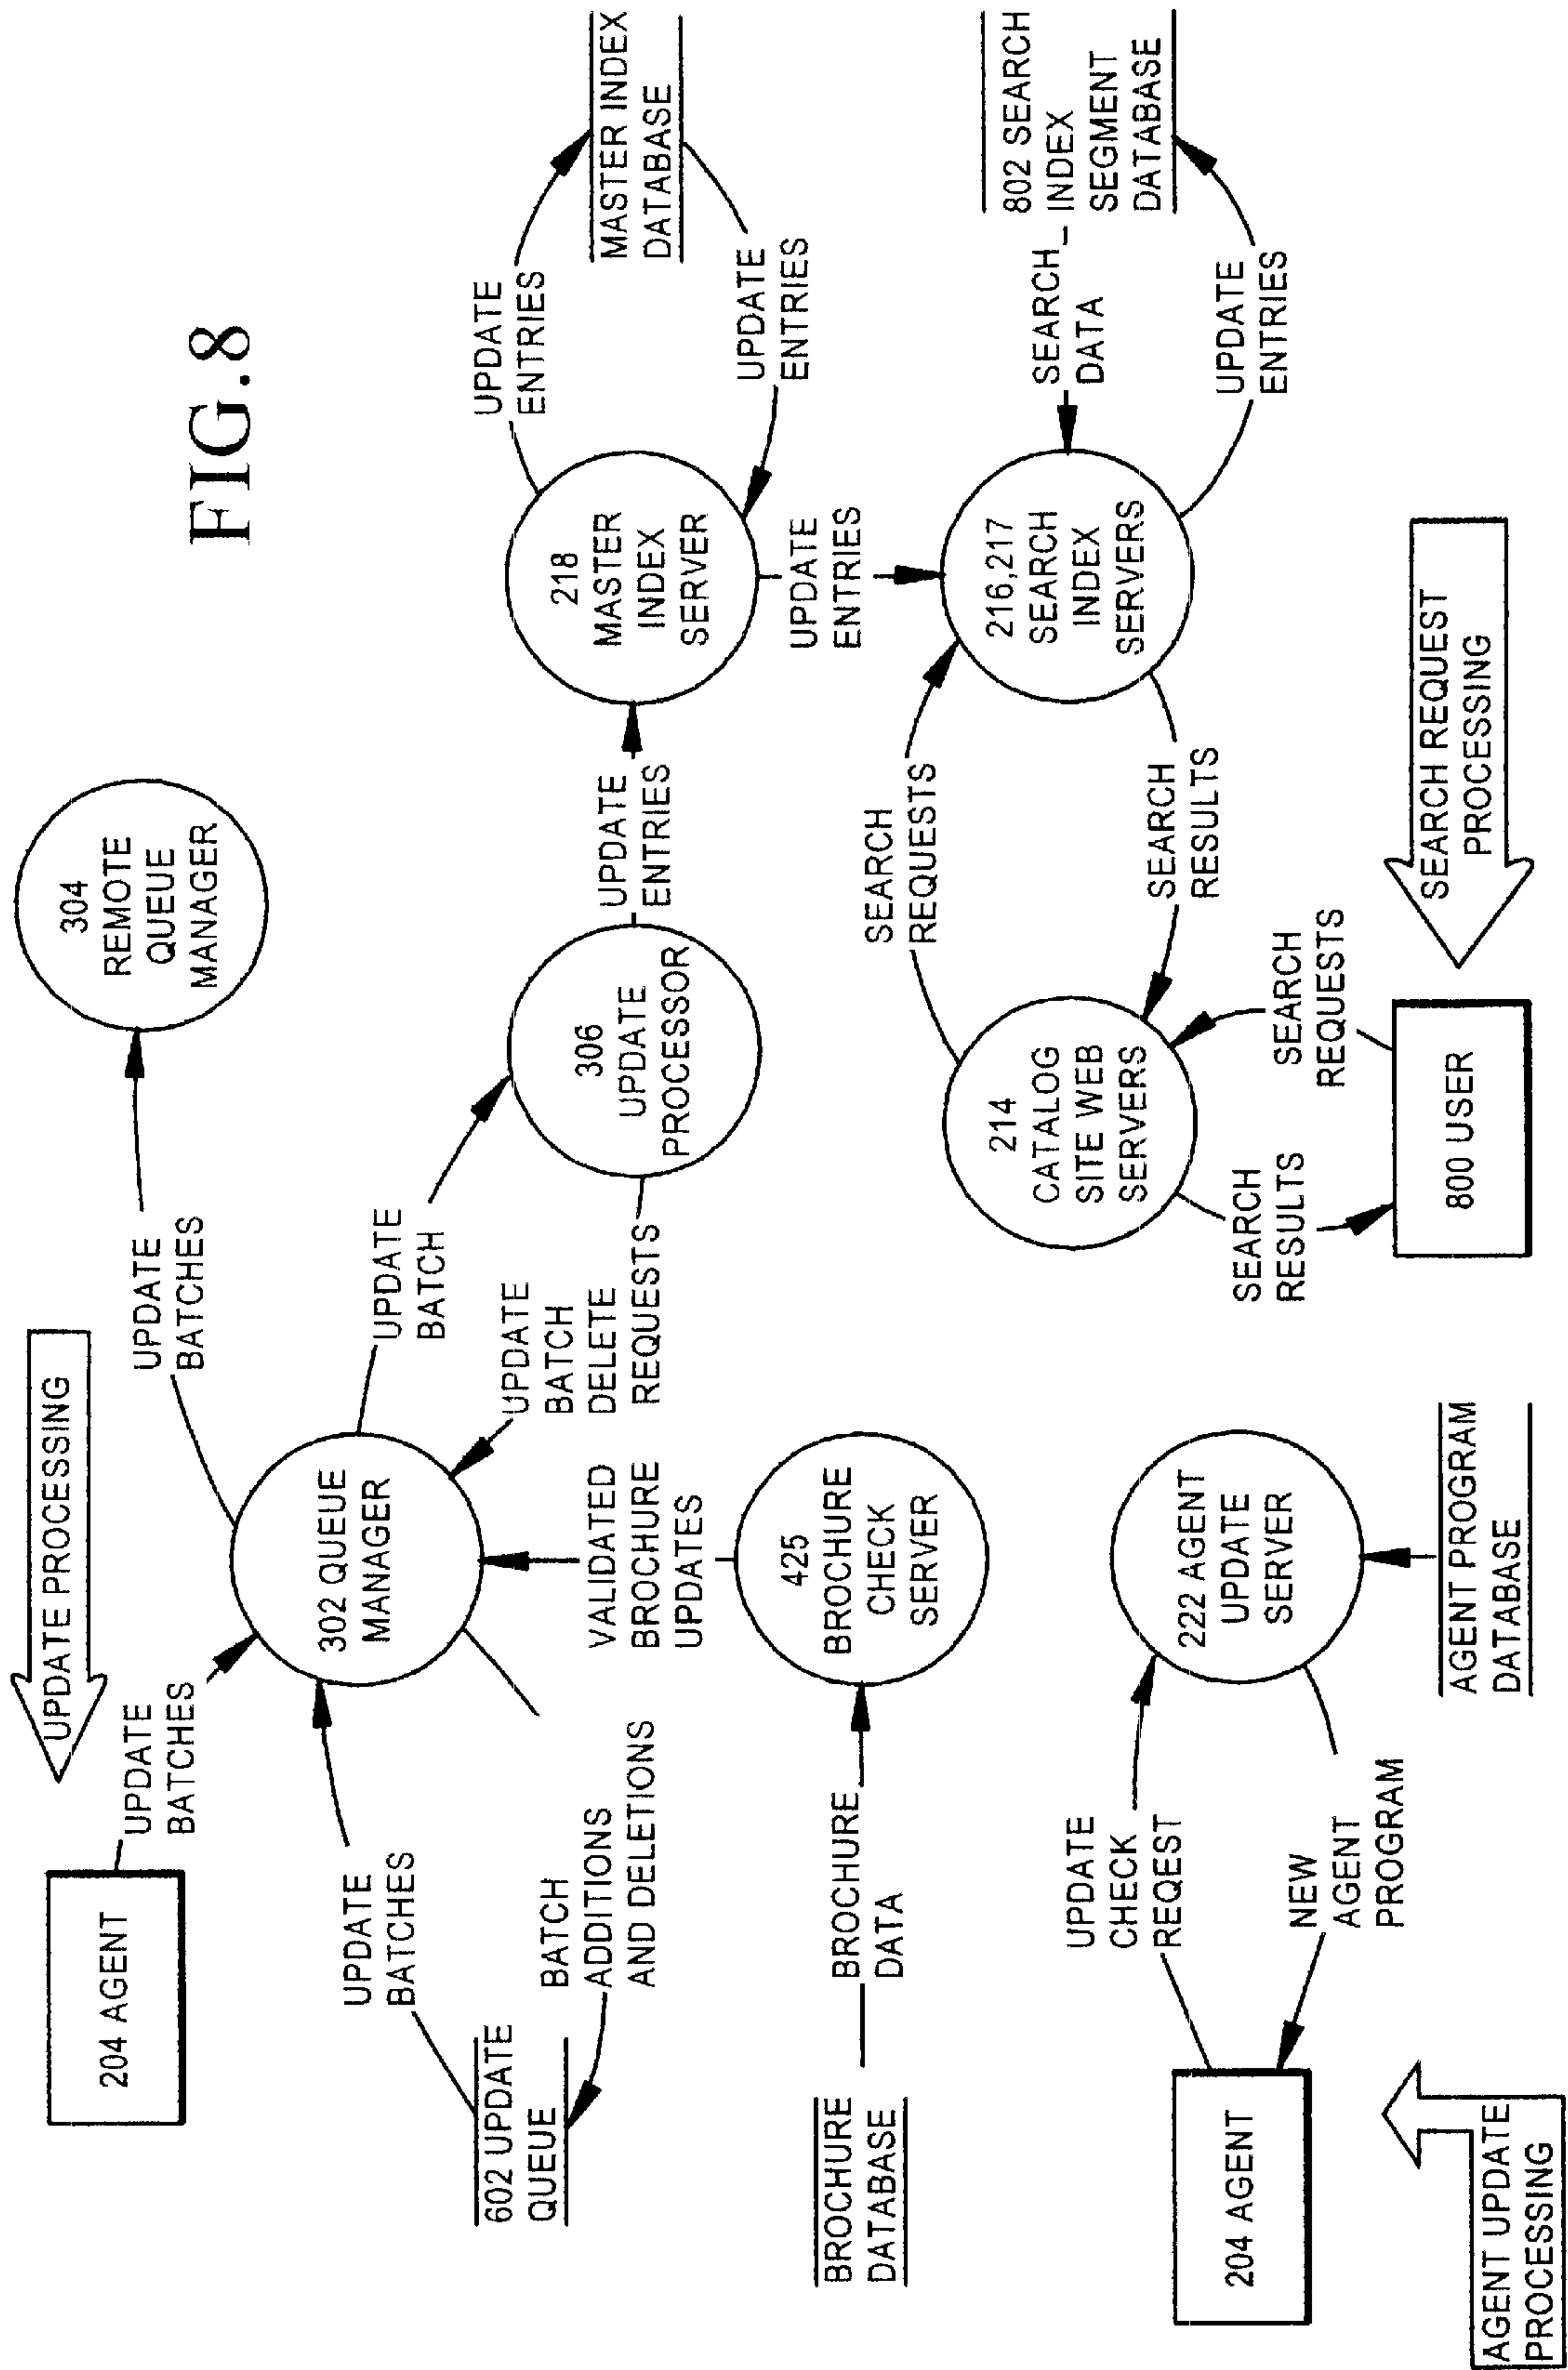 FIG.8
UPDATE PROCESSING
204 AGENT
UPDATE
BATCHES
302 QUEUE
MANAGER
UPDATE
BATCHES
304
REMOTE
QUEUE
MANAGER
UPDATE
BATCHES
602 UPDATE
QUEUE
BATCH
ADDITIONS
AND DELETIONS
UPDATE
BATCH
306
UPDATE
PROCESSOR
UPDATE
BATCH
DELETE
REQUESTS
VALIDATED
BROCHURE
UPDATES
425
BROCHURE
CHECK
SERVER
BROCHURE
DATA
BROCHURE
DATABASE
UPDATE
ENTRIES
218
MASTER
INDEX
SERVER
UPDATE
ENTRIES
MASTER INDEX
DATABASE
UPDATE
ENTRIES
UPDATE
ENTRIES
216,217
SEARCH
INDEX
SERVERS
SEARCH
DATA
802 SEARCH
INDEX
SEGMENT
DATABASE
UPDATE
ENTRIES
SEARCH
REQUESTS
SEARCH
RESULTS
214
CATALOG
SITE WEB
SERVERS
SEARCH
RESULTS
SEARCH
REQUESTS
800 USER
SEARCH REQUEST
PROCESSING
204 AGENT
UPDATE
CHECK
REQEST
222 AGENT
UPDATE
SERVER
NEW
AGENT
PROGRAM
AGENT PROGRAM
DATABASE
AGENT UPDATE
PROCESSING